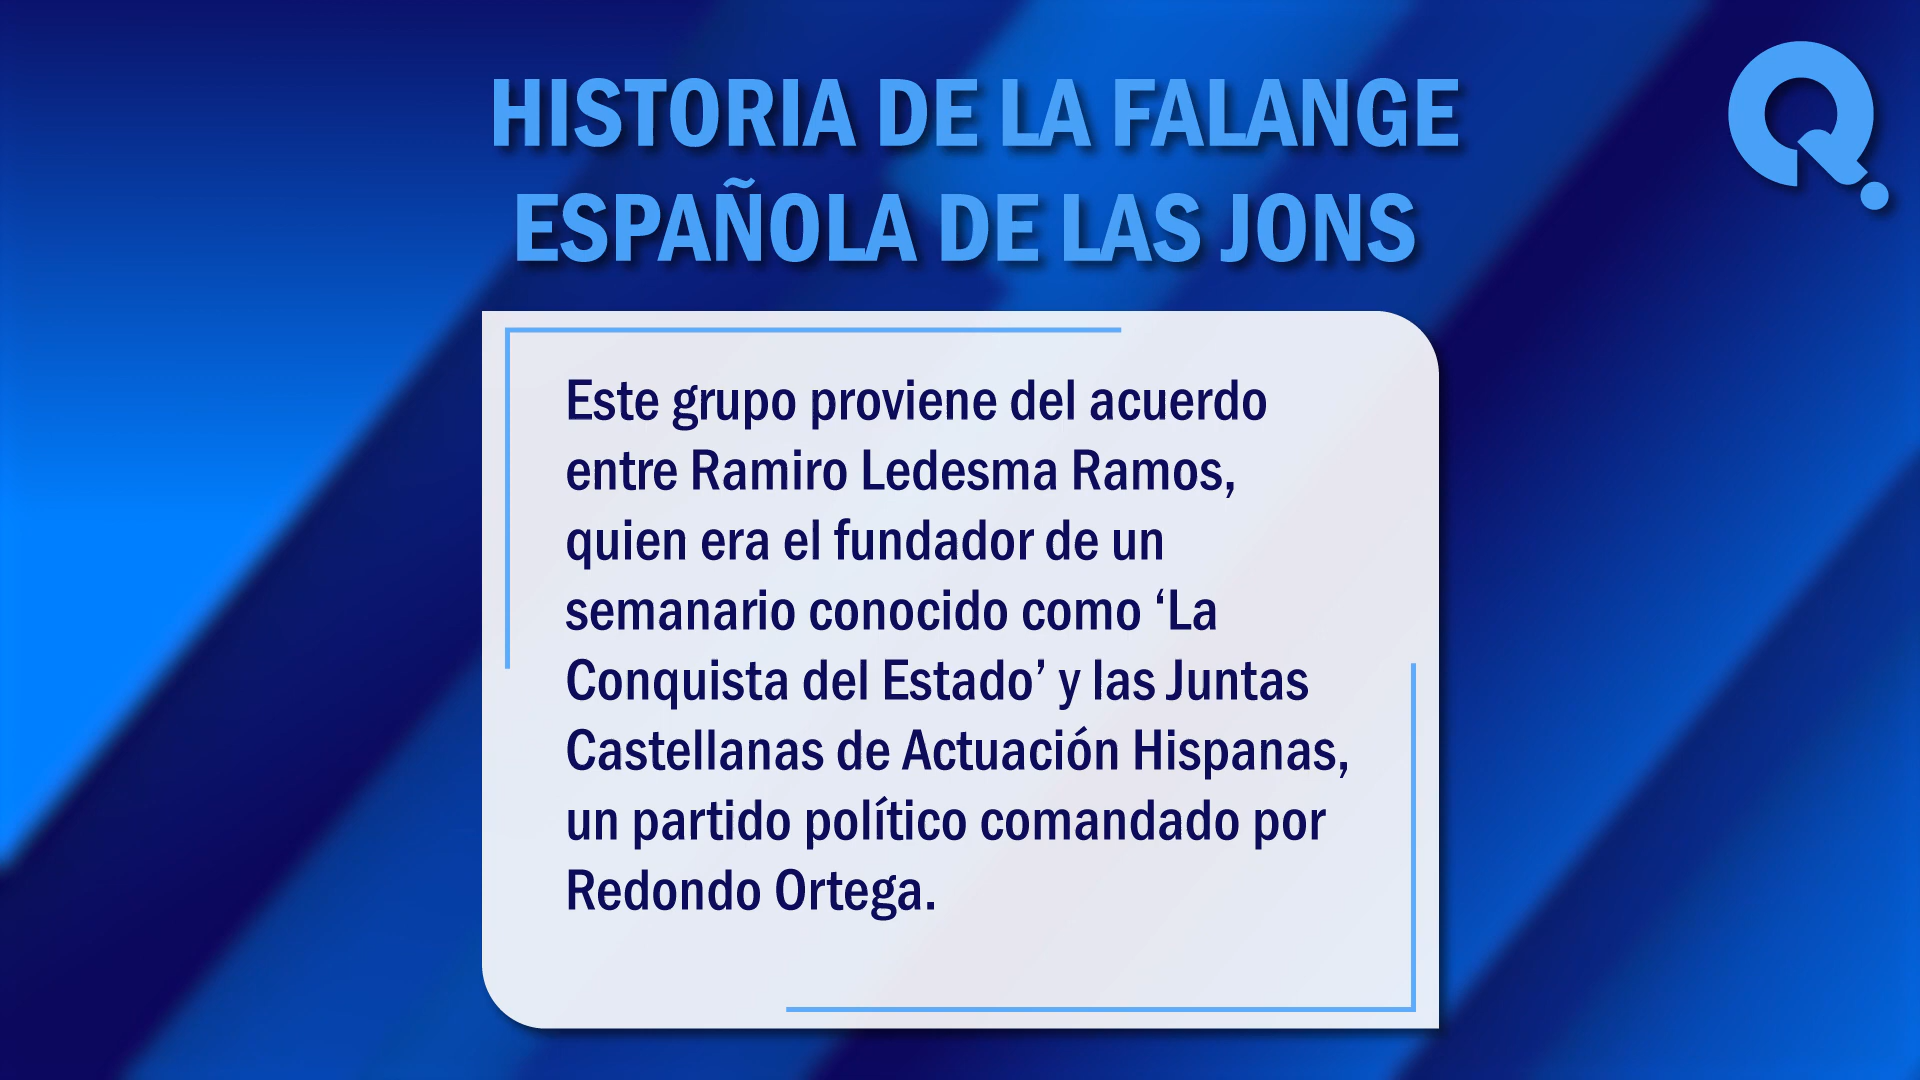 HISTORIA DE LA FALANGE
ESPAÑOLA DE LAS JONS
Este grupo proviene del acuerdo
entre Ramiro Ledesma Ramos,
quien era el fundador de un
semanario conocido como ‘La
Conquista del Estado’ y las Juntas
Castellanas de Actuación Hispanas,
un partido político comandado por
Redondo Ortega.
Q.